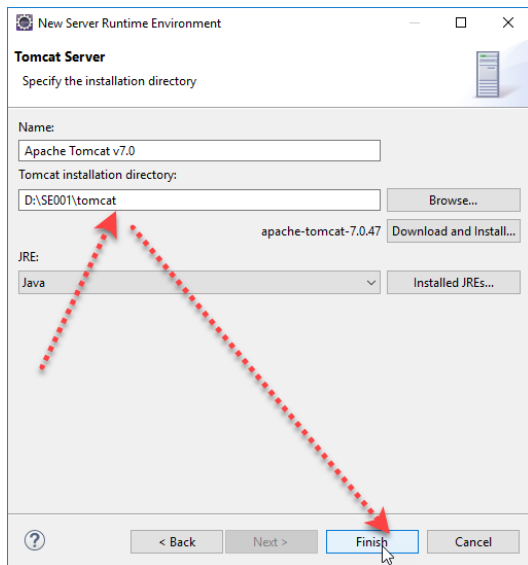 New Server Runtime Environment
Tomcat Server
Specify the installation directory
Name:
Apache Tomcat v7.0
Tomcat installation directory:
D:\SE001\tomcat
Browse...
apache-tomcat-7.0.47
Download and Install...
JRE:
Java
Installed JREs...
?
< Back
Next >
Finish
Cancel